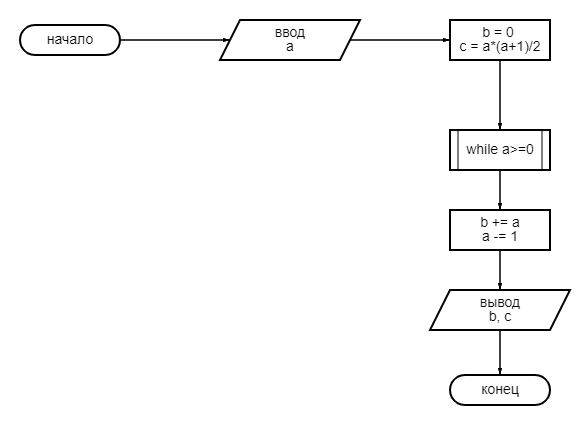 начало
ввод
a
b = 0
c = a*(a+1)/2
while a>=0
b += a
a -= 1
вывод
b, c
конец